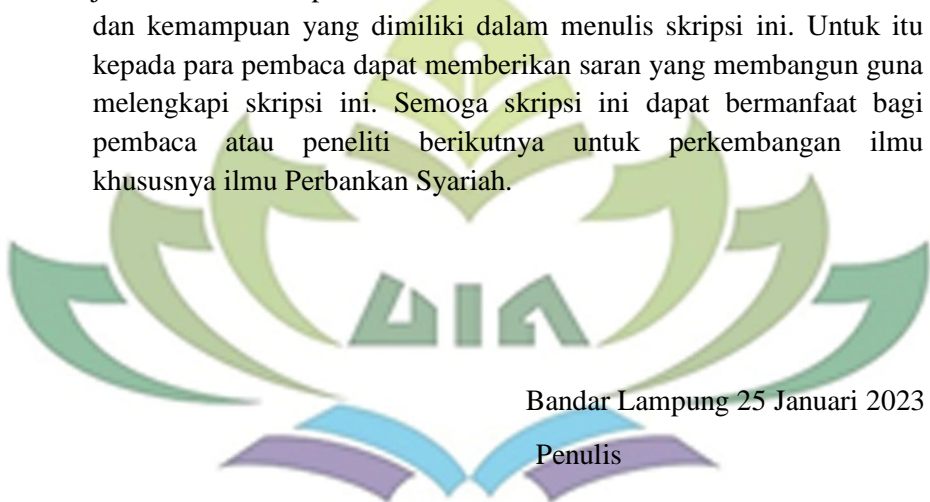 dan kemampuan yang dimiliki dalam menulis skripsi ini. Untuk itu
kepada para pembaca dapat memberikan saran yang membangun guna
melengkapi skripsi ini. Semoga skripsi ini dapat bermanfaat bagi
pembaca atau peneliti berikutnya untuk perkembangan ilmu
khususnya ilmu Perbankan Syariah.
UIN
Bandar Lampung 25 Januari 2023
Penulis